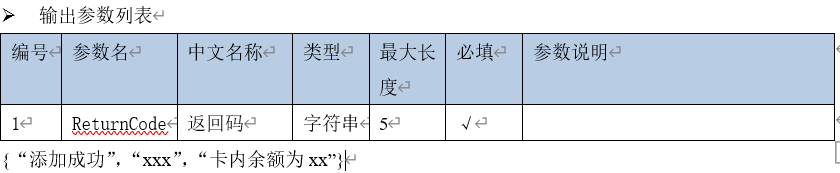 ➤ 输出参数列表
编号 参数名 中文名称 类型 最大长度 必填 参数说明
1 ReturnCode 返回码 字符串 5 √
{“添加成功”，“xxx”，“卡内余额为 xx”}